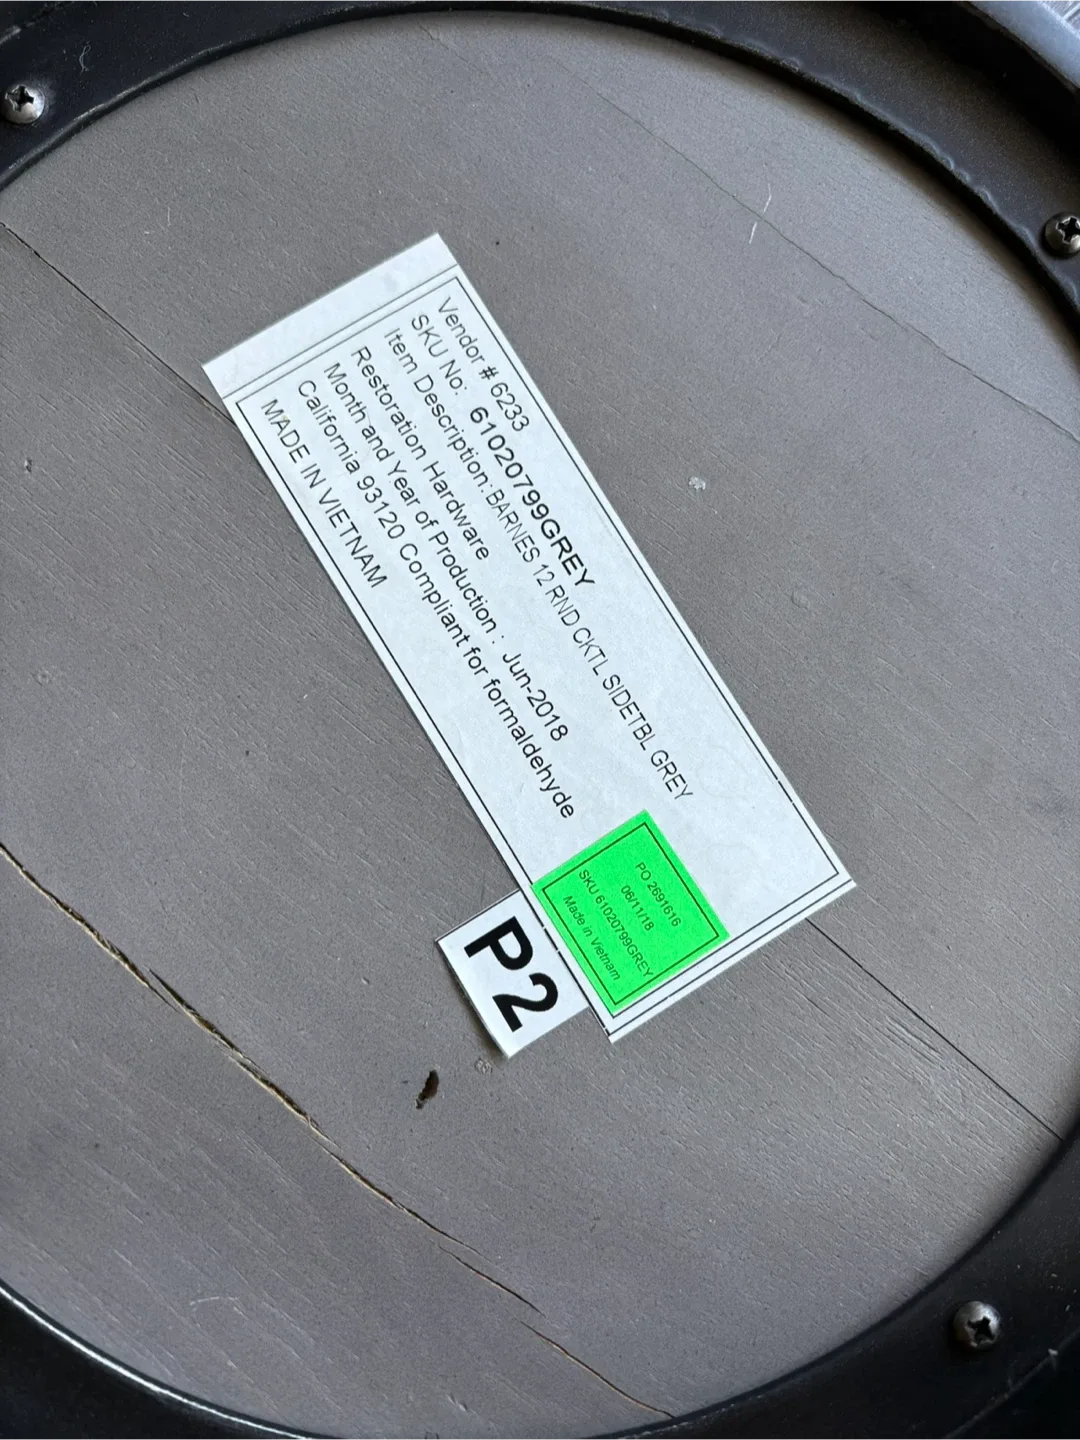 Vendor # 6233
SKU No: 61020799GREY
Item Description: BARNES 12 RND CKTL SIDETBL GREY
Restoration Hardware
Month and Year of Production : Jun-2018
California 93120 Compliant for formaldehyde
MADE IN VIETNAM
PO 2691616
06/11/18
SKU 61020799GREY
Made in Vietnam
P2